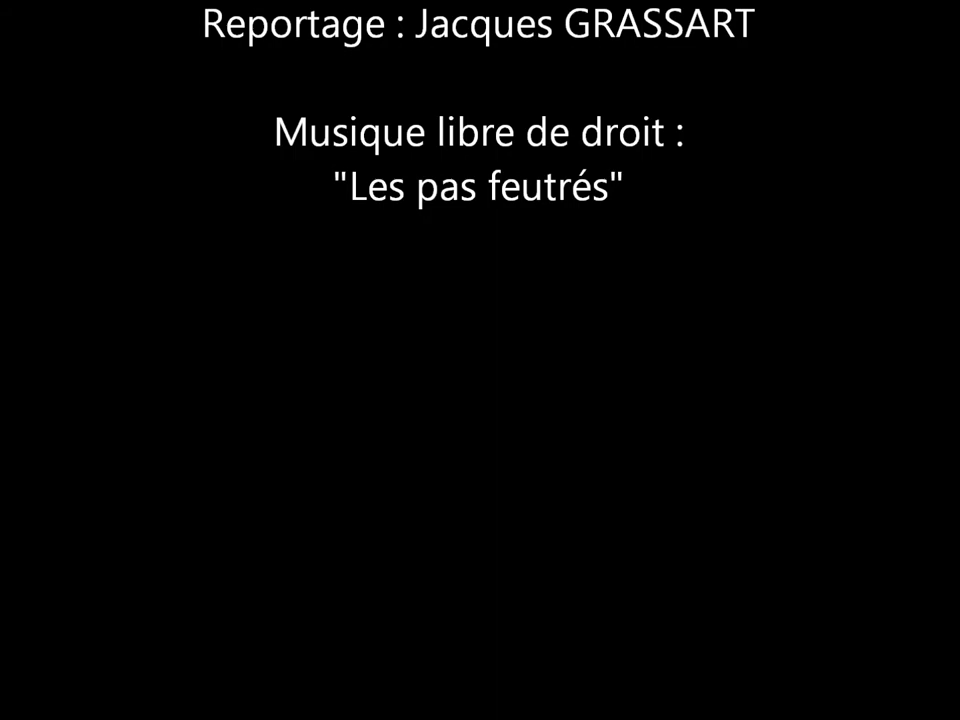 Reportage : Jacques GRASSART
Musique libre de droit :
"Les pas feutrés"